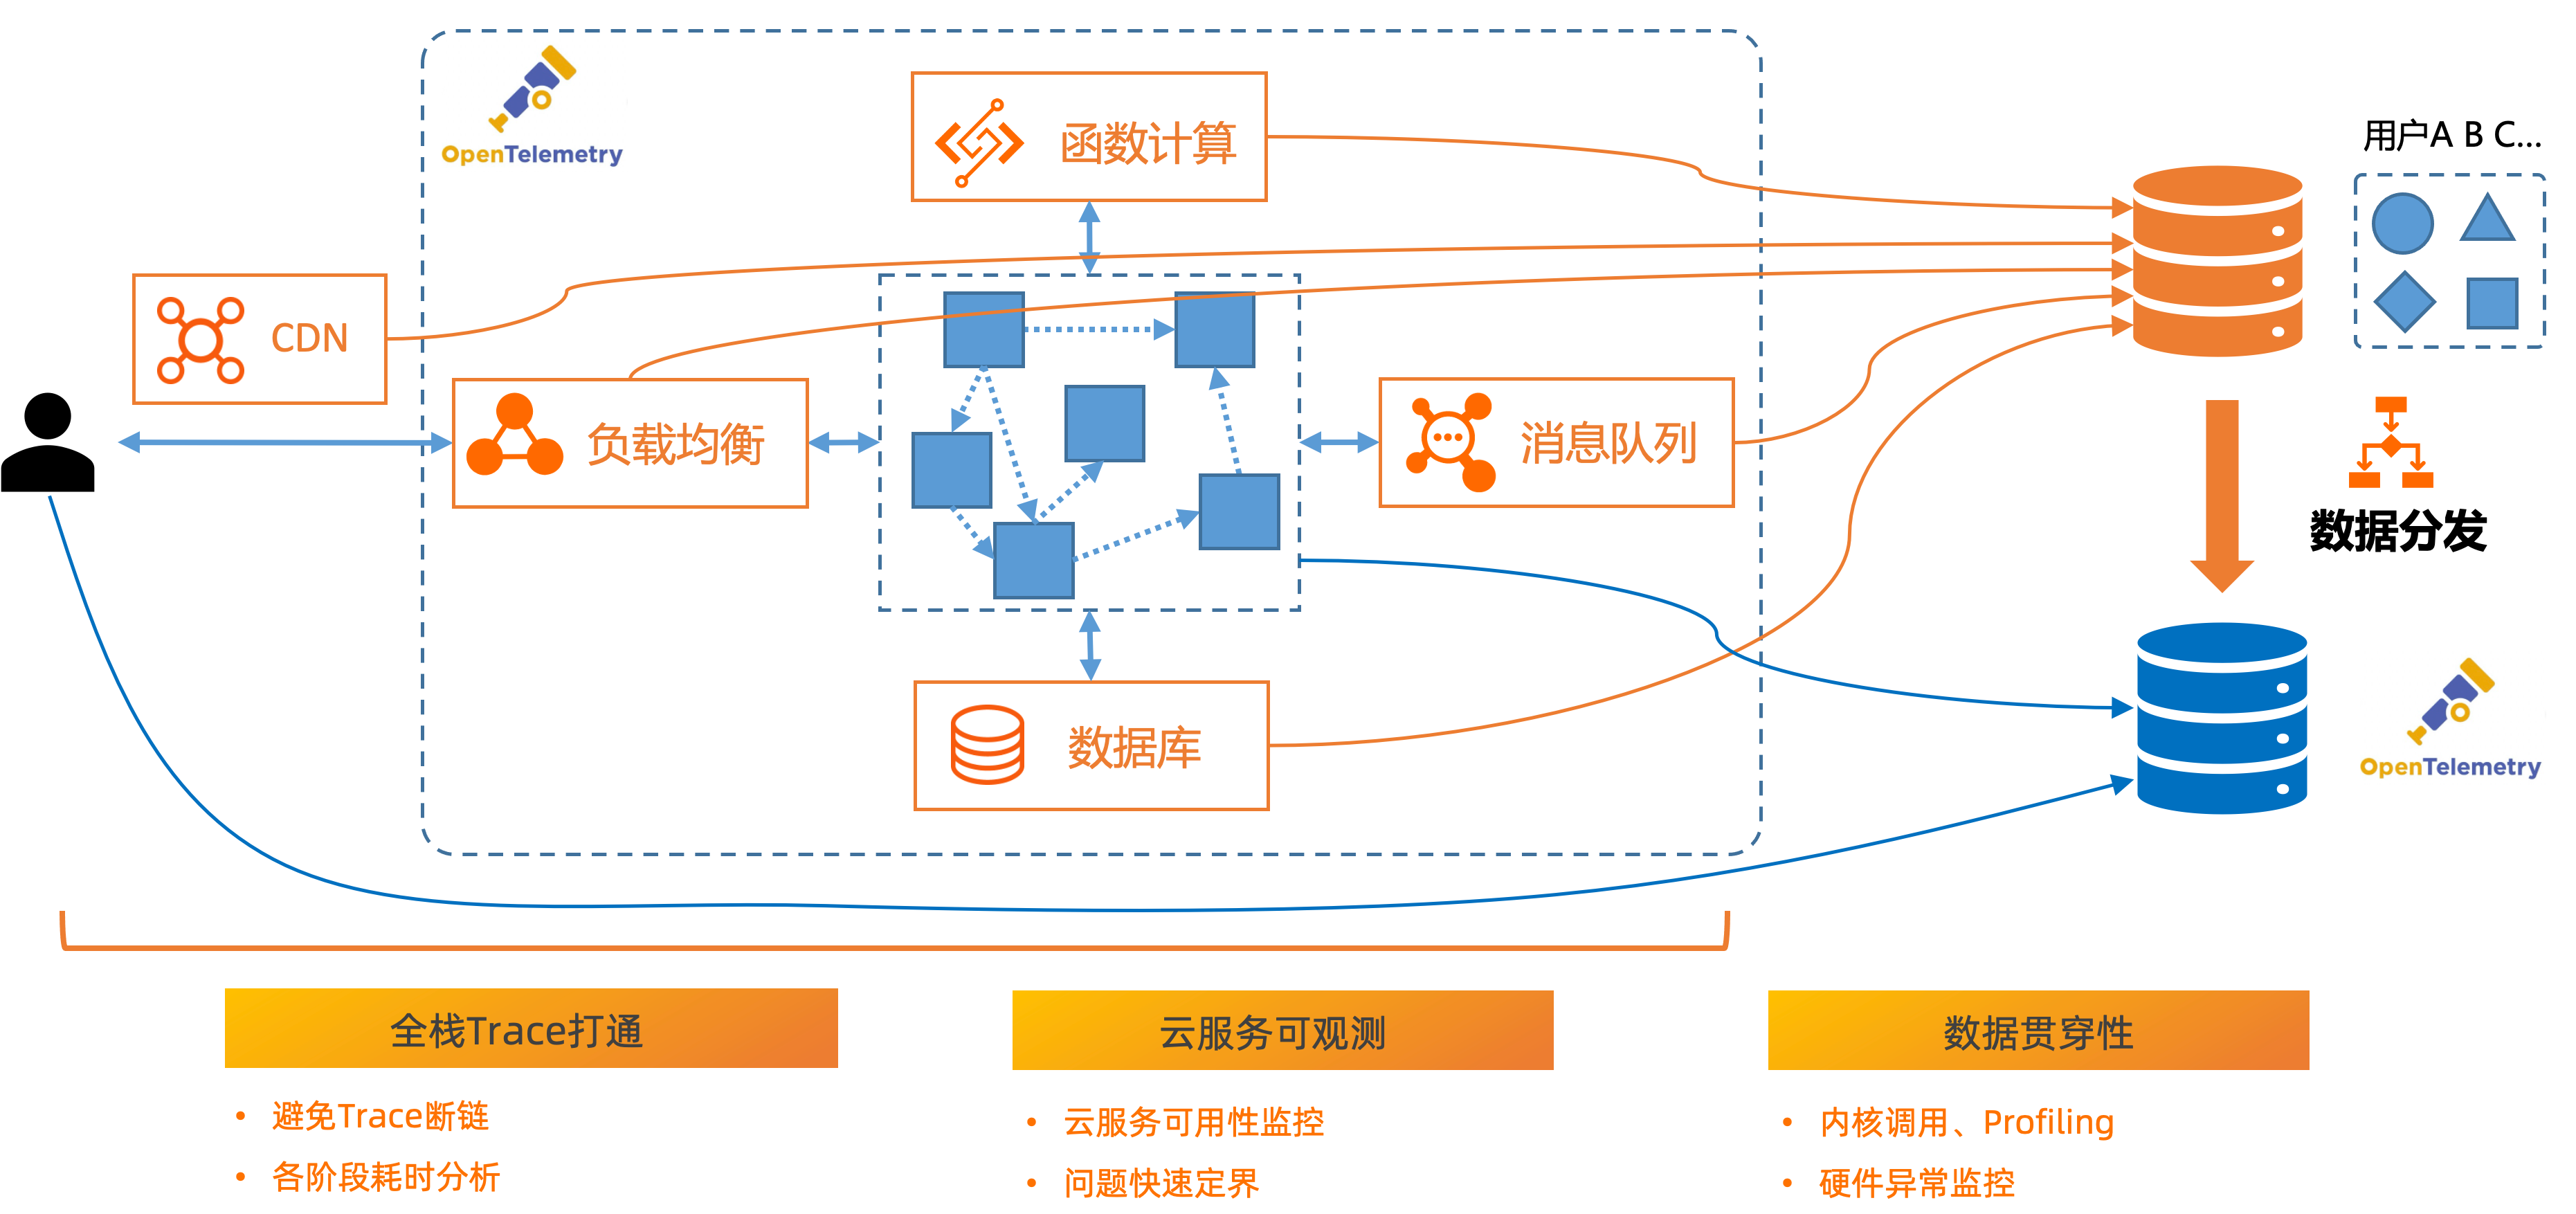 OpenTelemetry
函数计算
用户A B C...
CDN
负载均衡
消息队列
数据分发
数据库
OpenTelemetry
全栈Trace打通
避免Trace断链
各阶段耗时分析
云服务可观测
云服务可用性监控
问题快速定界
数据贯穿性
内核调用、Profiling
硬件异常监控